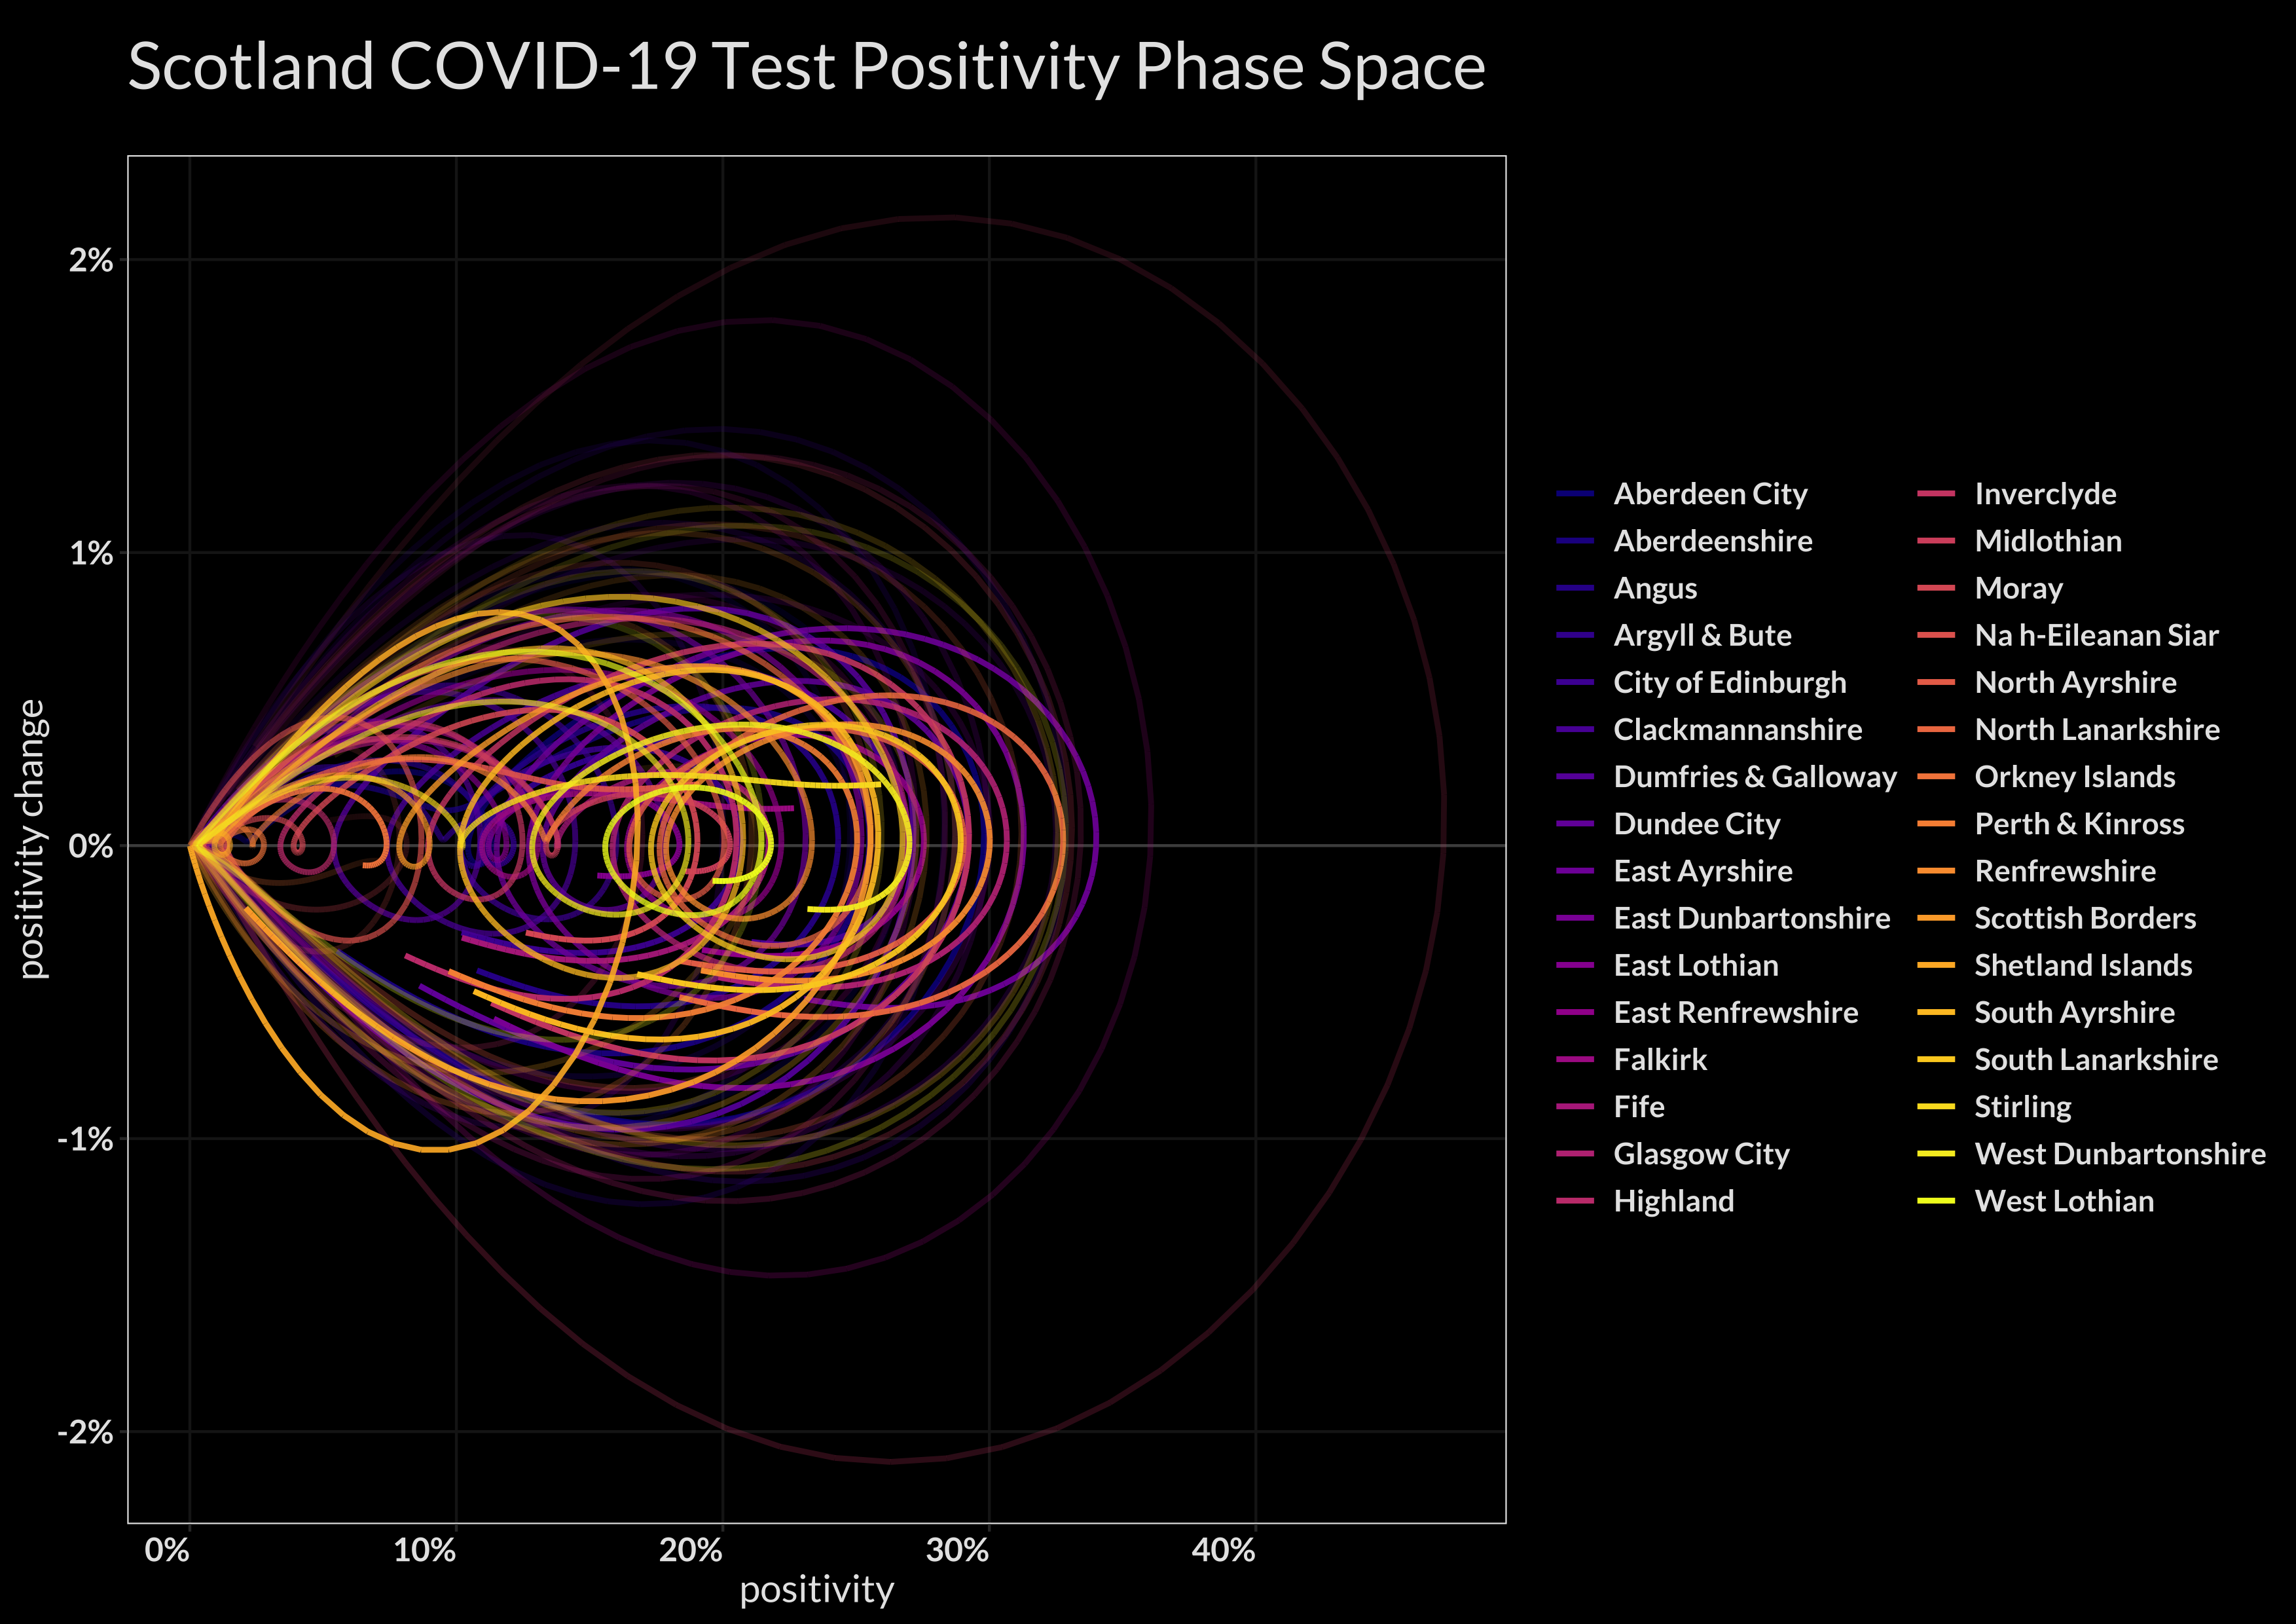 Scotland COVID-19 Test Positivity Phase Space
positivity change
2%
1%
0%
-1%
-2%
0%
10%
20%
30%
40%
positivity
Aberdeen City
Aberdeenshire
Angus
Argyll & Bute
City of Edinburgh
Clackmannanshire
Dumfries & Galloway
Dundee City
East Ayrshire
East Dunbartonshire
East Lothian
East Renfrewshire
Falkirk
Fife
Glasgow City
Highland
Inverclyde
Midlothian
Moray
Na h-Eileanan Siar
North Ayrshire
North Lanarkshire
Orkney Islands
Perth & Kinross
Renfrewshire
Scottish Borders
Shetland Islands
South Ayrshire
South Lanarkshire
Stirling
West Dunbartonshire
West Lothian